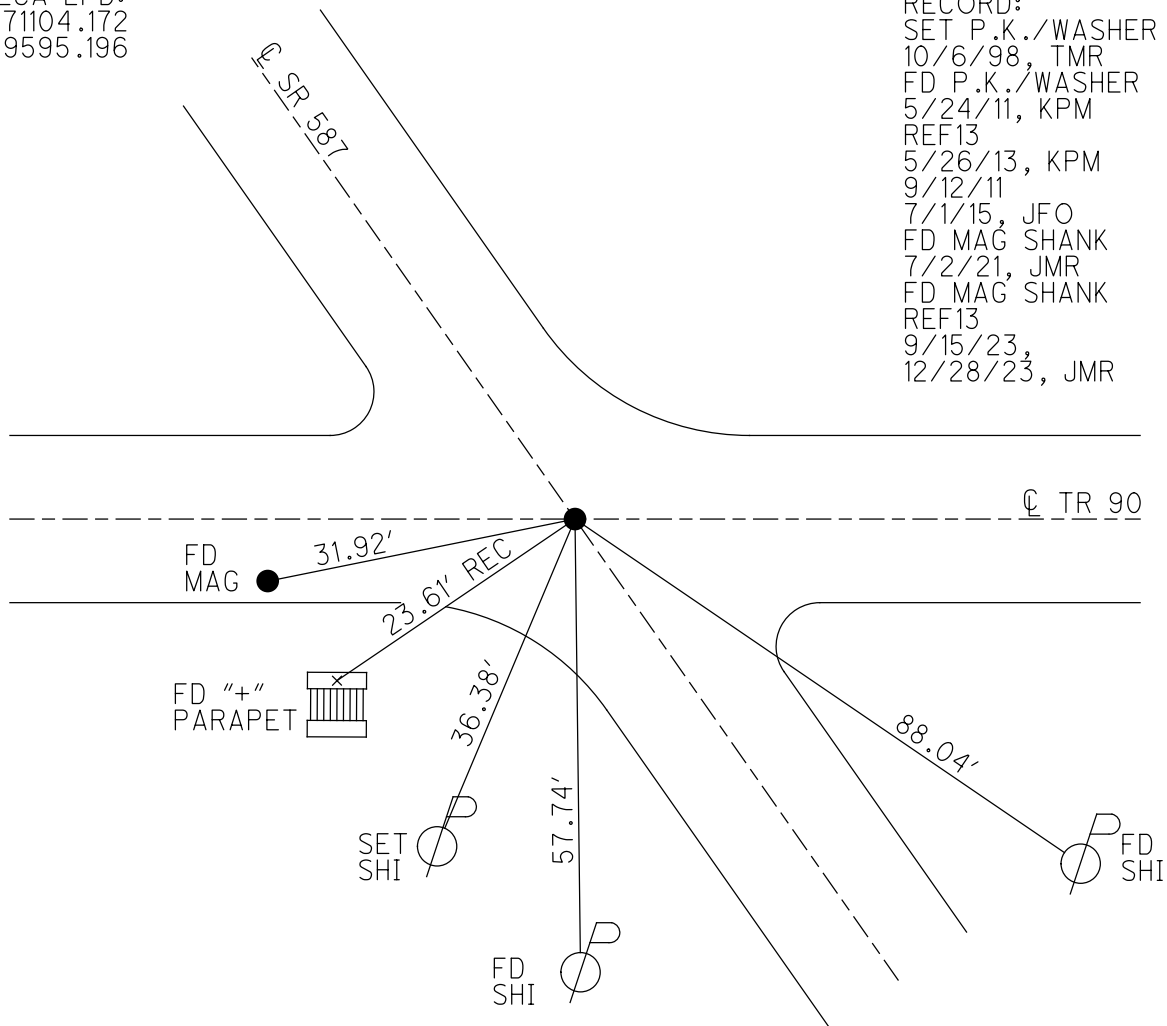 71104.172
9595.196
RECORD:
SET P.K./WASHER
10/6/98, TMR
FD P.K./WASHER
5/24/11, KPM
REF13
5/26/13, KPM
9/12/11
7/1/15, JFO
FD MAG SHANK
7/2/21, JMR
FD MAG SHANK
REF13
9/15/23,
12/28/23, JMR
℄ SR 587
℄ TR 90
FD
MAG
31.92'
23.61' REC
FD "+"
PARAPET
36.38'
SET
SHI
57.74'
FD
SHI
88.04'
FD
SHI